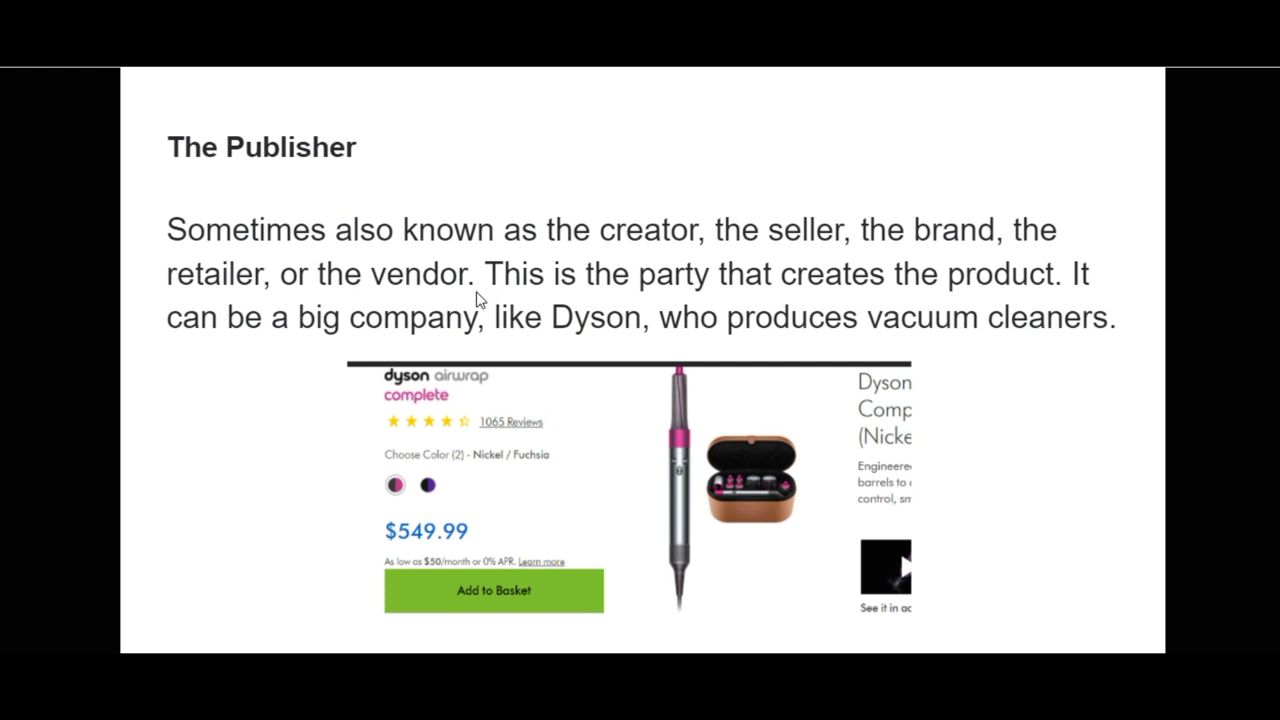 The Publisher
Sometimes also known as the creator, the seller, the brand, the
retailer, or the vendor. This is the party that creates the product. It
can be a big company, like Dyson, who produces vacuum cleaners.
dyson airwrap
complete
1065 Reviews
Choose Color (2) - Nickel / Fuchsia
$549.99
As low as $50/month or 0% APR. Learn more
Add to Basket
Dyson
Comp
(Nicke
Engineere
barrels to
control, sm
See it in ac